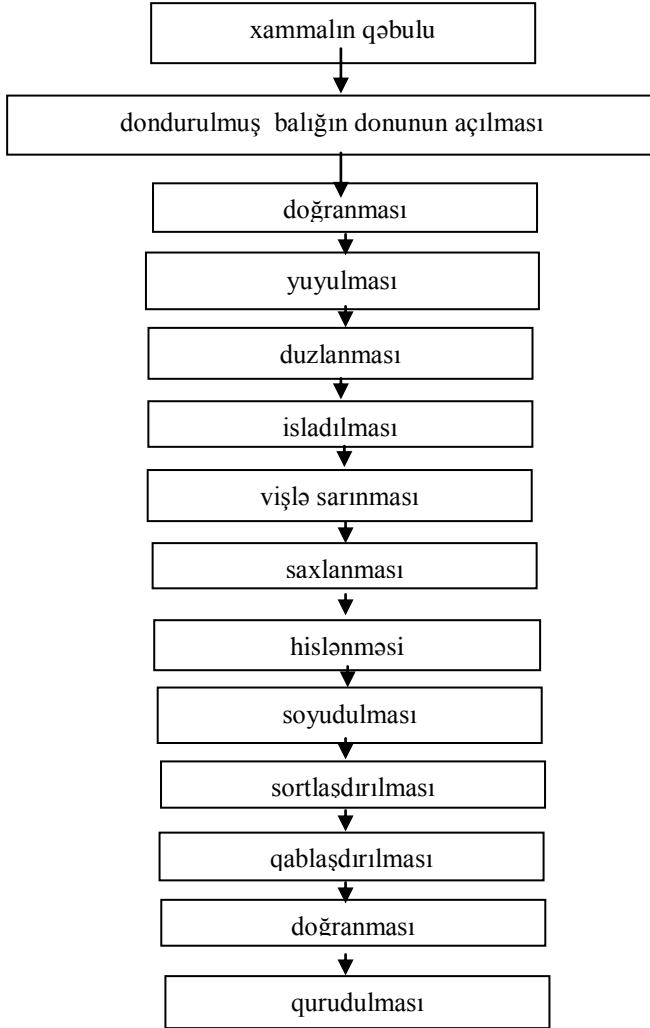 xammalın qəbulu
dondurulmuş balığın donunun açılması
doğranması
yuyulması
duzlanması
isladılması
vişlə sarınması
saxlanması
hislənməsi
soyudulması
sortlaşdırılması
qablaşdırılması
doğranması
qurudulması